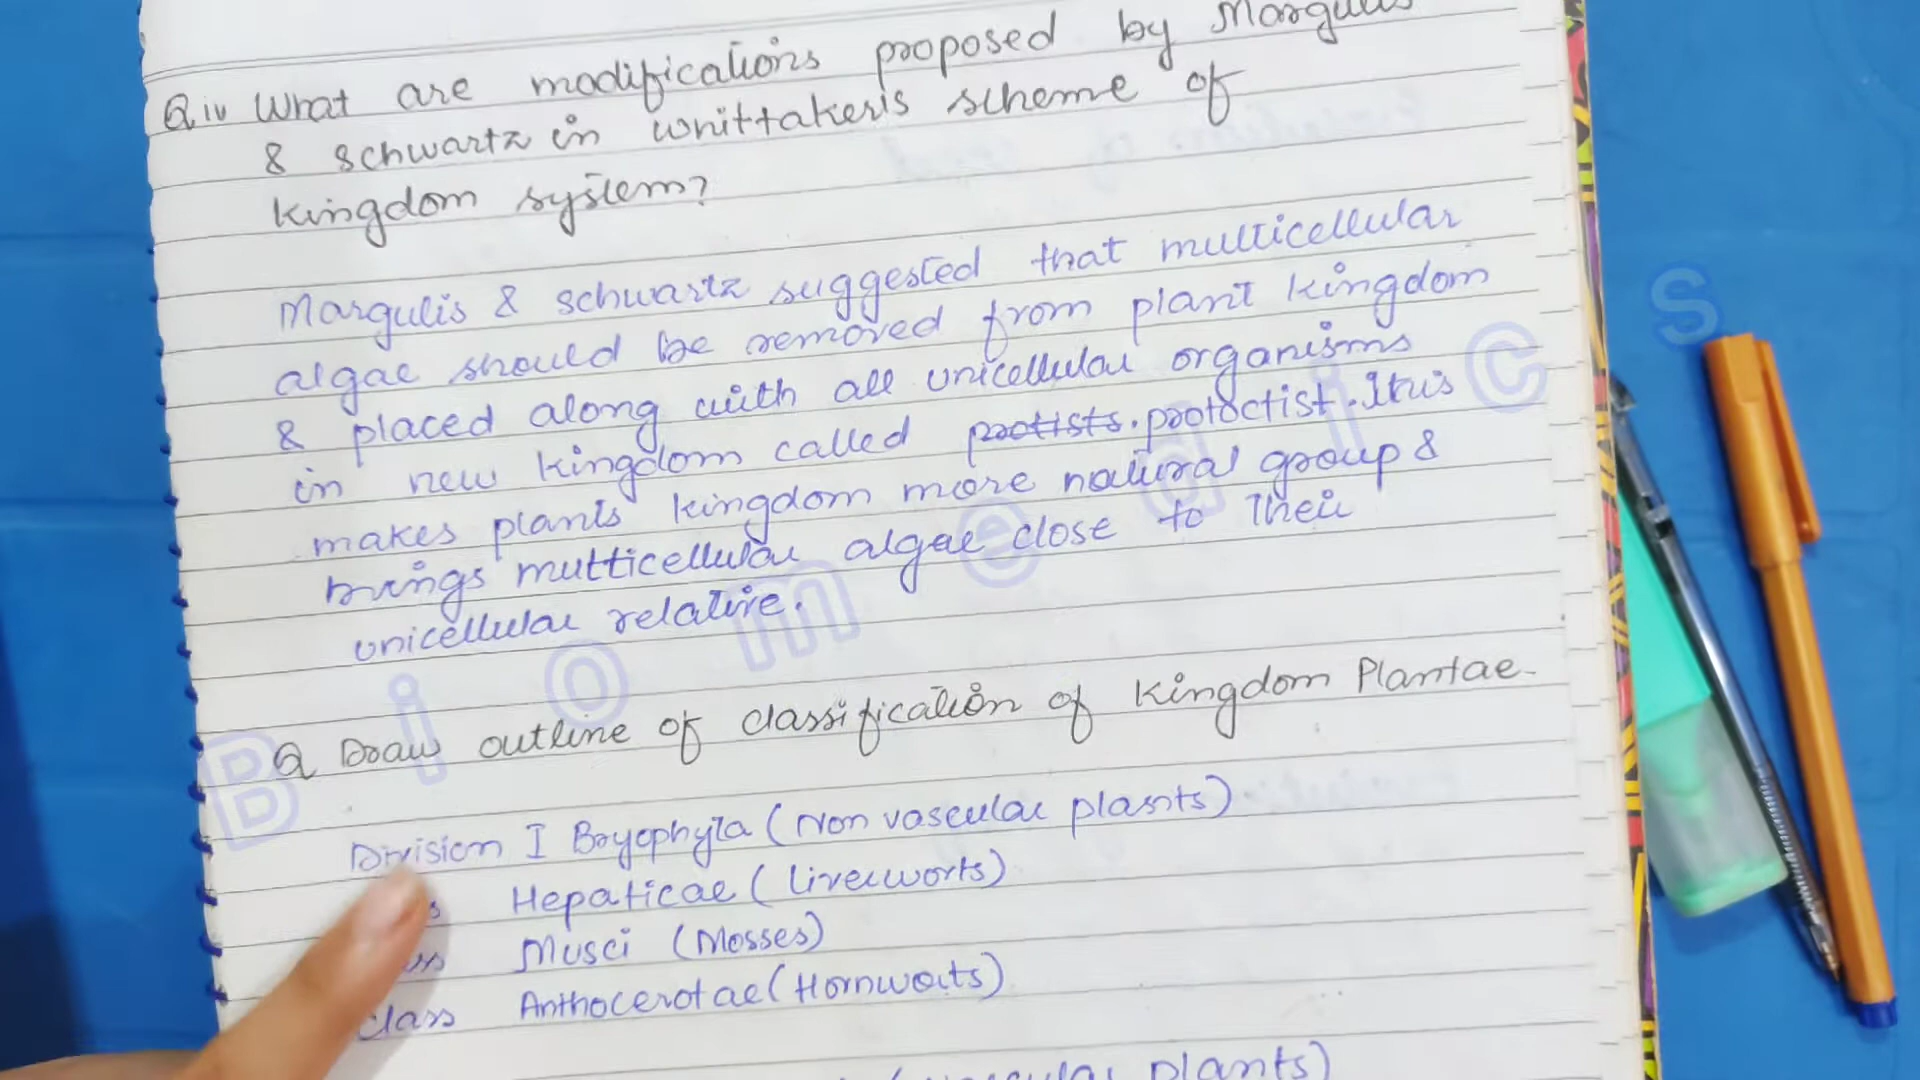 Q.iv What are modifications proposed by Margulis
& schwartz in whittaker's scheme of
kingdom system?
Margulis & schwartz suggested that multicellular
algae should be removed from plant kingdom
& placed along with all unicellular organisms
in new kingdom called protists. protoctist. This
makes plants kingdom more natural group &
brings multicellular algae close to their
unicellular relative.
Q Draw outline of classification of kingdom Plantae.
Division I Bryophyta (Non vascular plants)
Hepaticae (liverworts)
Musci (Mosses)
class Anthocerotae (Hornworts)
plants)
Biomedics